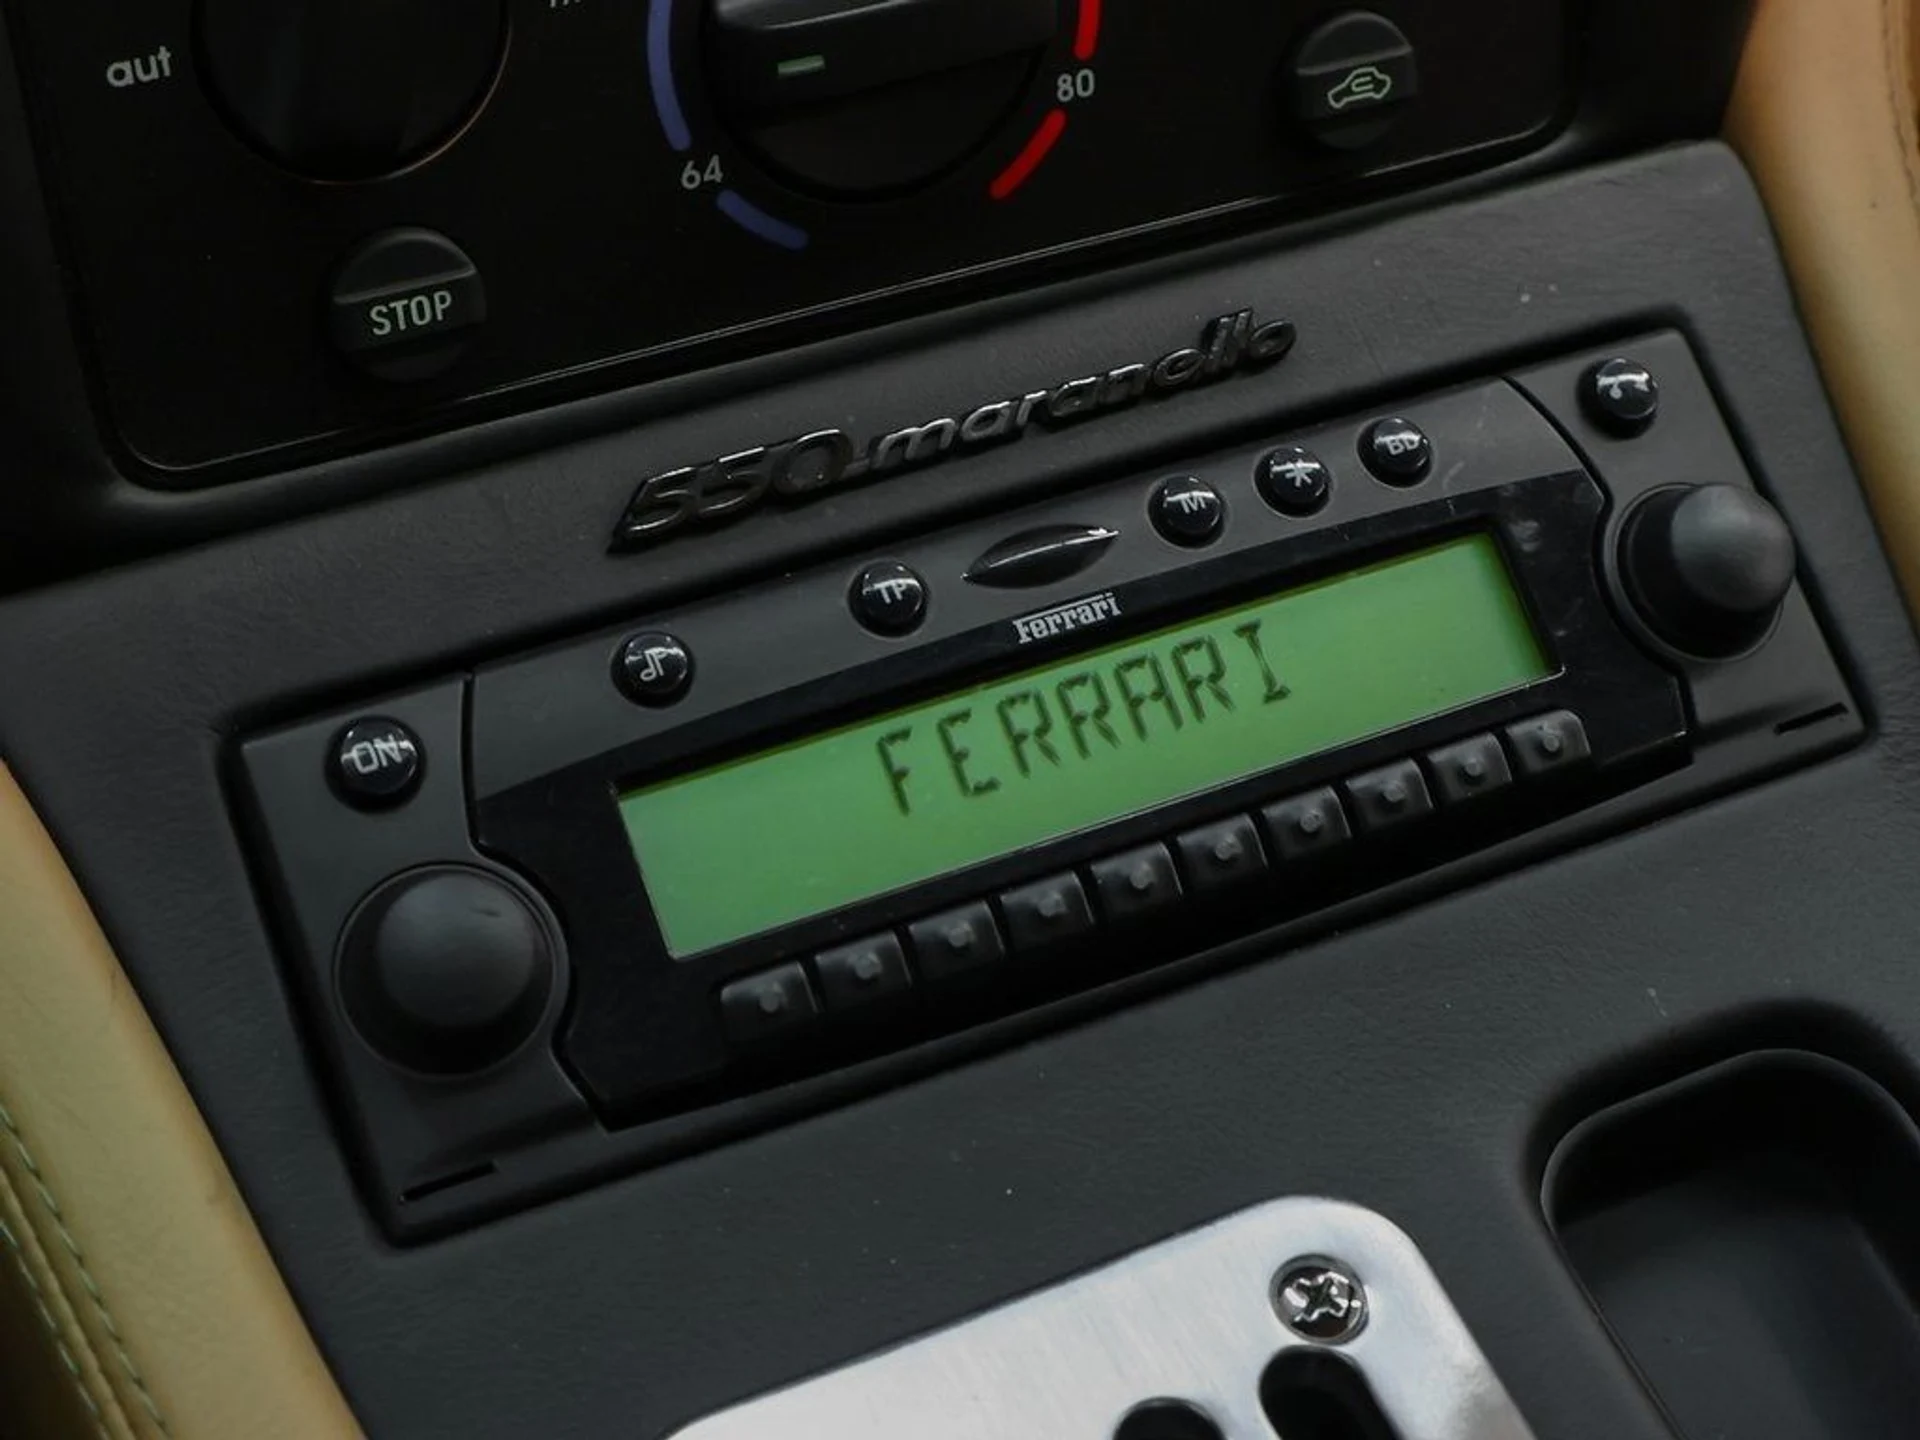 aut
80
64
STOP
550 maranello
BD
*
M
TP
Ferrari
ON
FERRARI